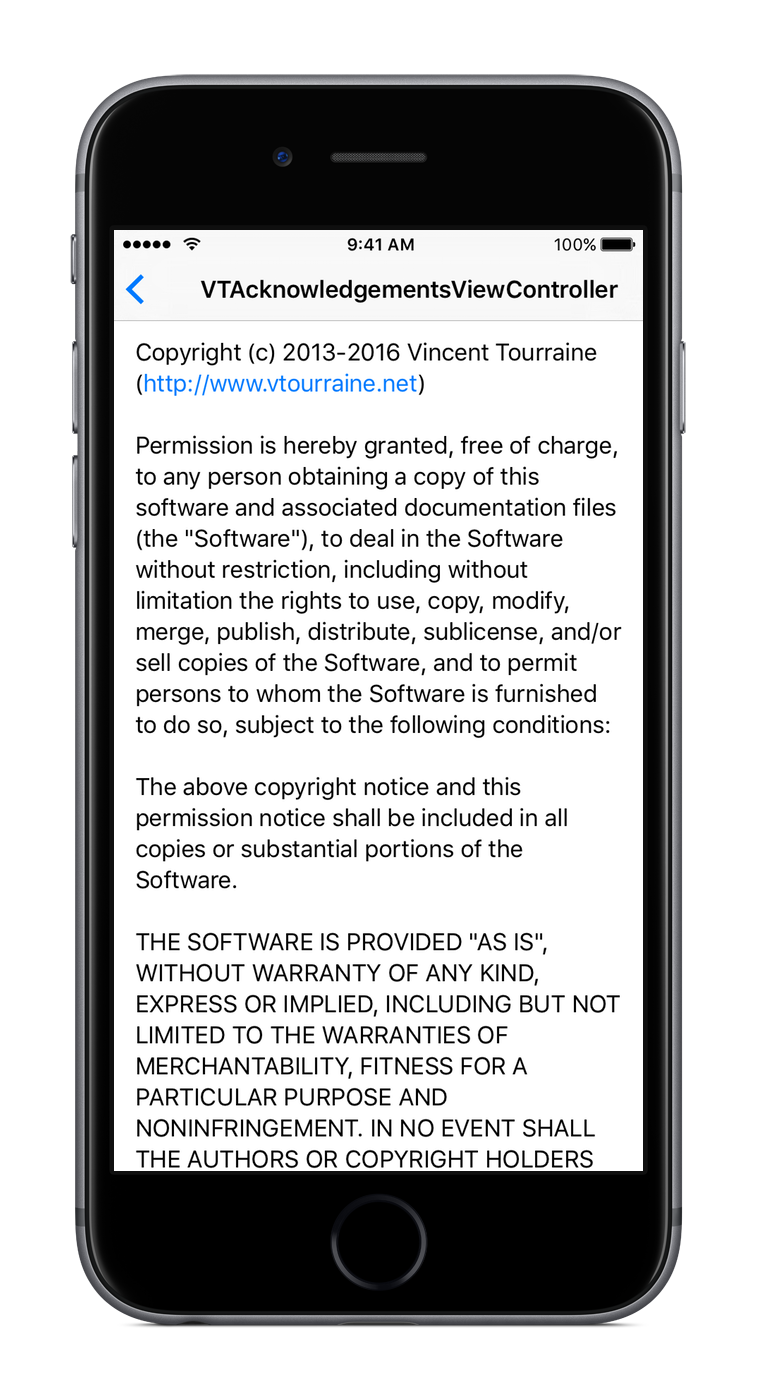 9:41 AM
100%
VTAcknowledgementsViewController
Copyright (c) 2013-2016 Vincent Tourraine
(http://www.vtourraine.net)
Permission is hereby granted, free of charge,
to any person obtaining a copy of this
software and associated documentation files
(the "Software"), to deal in the Software
without restriction, including without
limitation the rights to use, copy, modify,
merge, publish, distribute, sublicense, and/or
sell copies of the Software, and to permit
persons to whom the Software is furnished
to do so, subject to the following conditions:
The above copyright notice and this
permission notice shall be included in all
copies or substantial portions of the
Software.
THE SOFTWARE IS PROVIDED "AS IS",
WITHOUT WARRANTY OF ANY KIND,
EXPRESS OR IMPLIED, INCLUDING BUT NOT
LIMITED TO THE WARRANTIES OF
MERCHANTABILITY, FITNESS FOR A
PARTICULAR PURPOSE AND
NONINFRINGEMENT. IN NO EVENT SHALL
THE AUTHORS OR COPYRIGHT HOLDERS